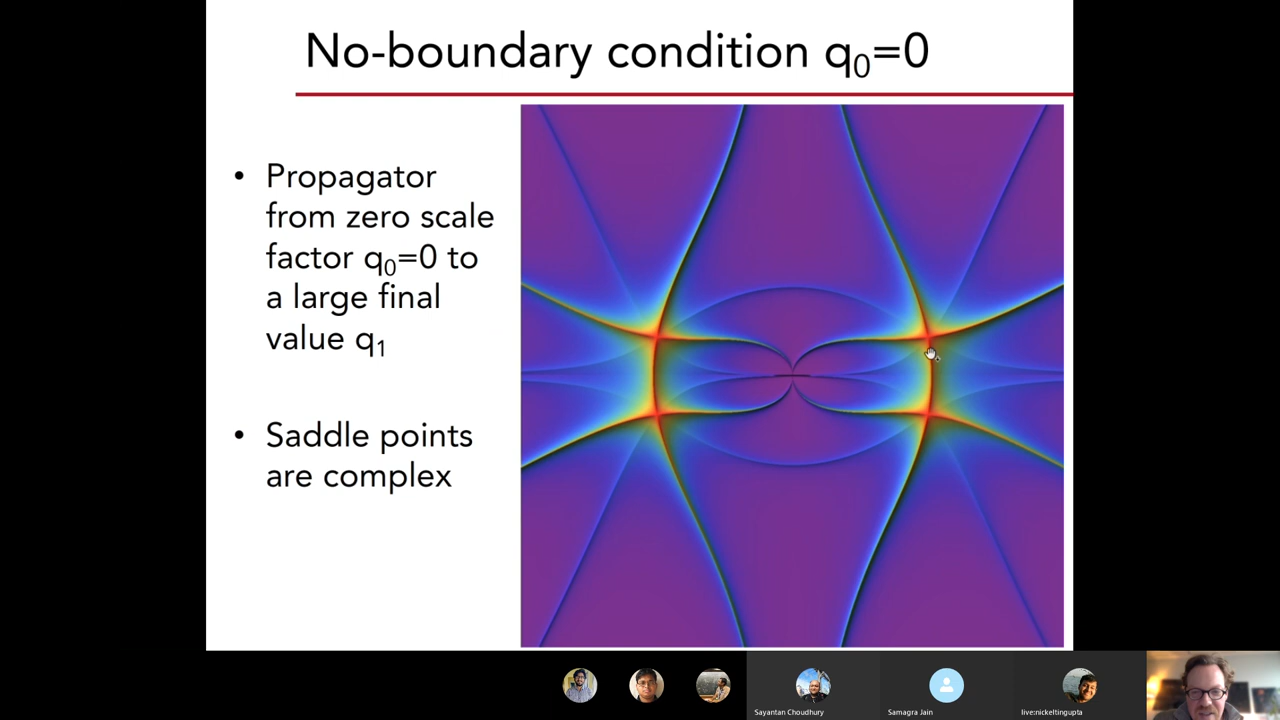 No-boundary condition q₀=0
• Propagator
from zero scale
factor q₀=0 to
a large final
value q₁
• Saddle points
are complex
Sayantan Choudhury
Samagra Jain
live:nickeltingupta